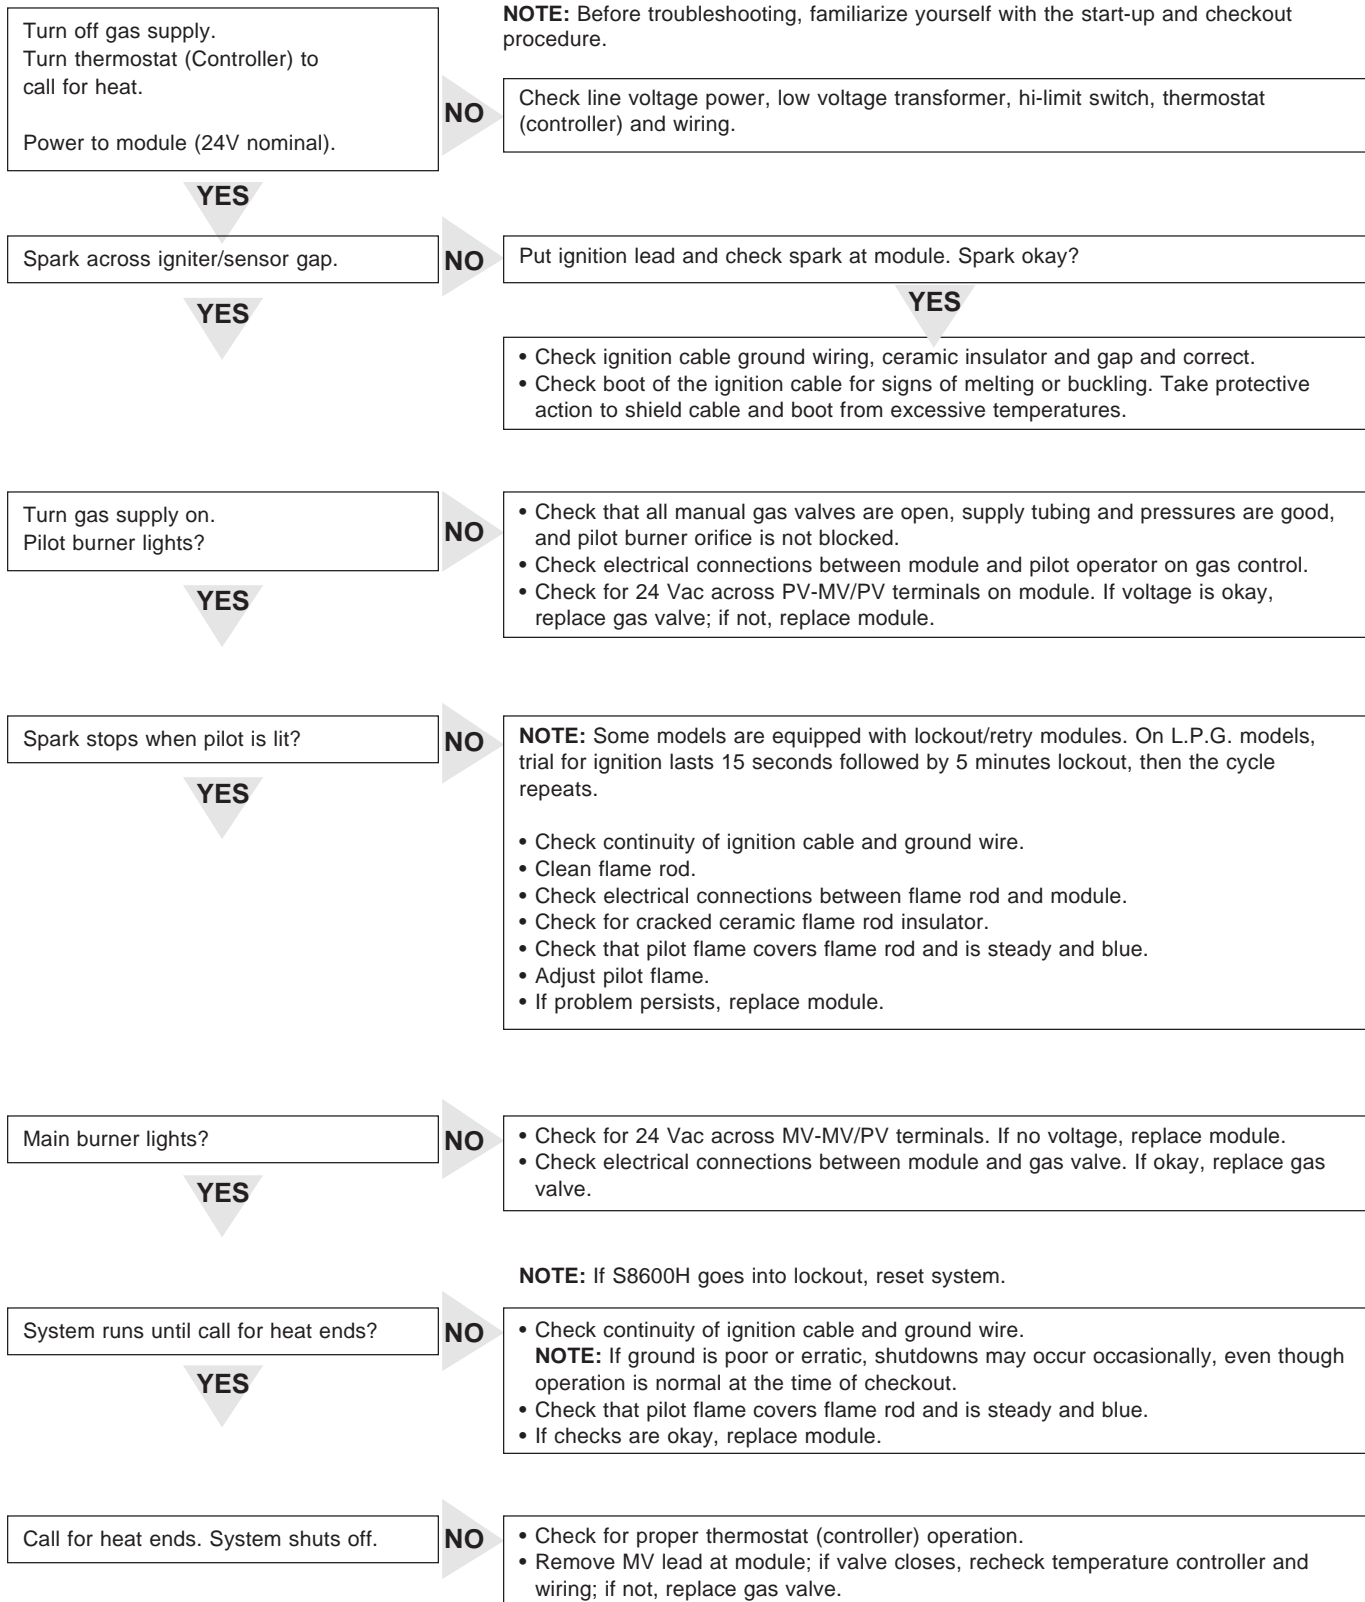 Turn off gas supply.
Turn thermostat (Controller) to
call for heat.
Power to module (24V nominal).
NOTE: Before troubleshooting, familiarize yourself with the start-up and checkout
procedure.
NO
Check line voltage power, low voltage transformer, hi-limit switch, thermostat
(controller) and wiring.
YES
Spark across igniter/sensor gap.
NO
Put ignition lead and check spark at module. Spark okay?
YES
YES
• Check ignition cable ground wiring, ceramic insulator and gap and correct.
• Check boot of the ignition cable for signs of melting or buckling. Take protective
action to shield cable and boot from excessive temperatures.
Turn gas supply on.
Pilot burner lights?
NO
• Check that all manual gas valves are open, supply tubing and pressures are good,
and pilot burner orifice is not blocked.
• Check electrical connections between module and pilot operator on gas control.
• Check for 24 Vac across PV-MV/PV terminals on module. If voltage is okay,
replace gas valve; if not, replace module.
YES
Spark stops when pilot is lit?
NO
NOTE: Some models are equipped with lockout/retry modules. On L.P.G. models,
trial for ignition lasts 15 seconds followed by 5 minutes lockout, then the cycle
repeats.
• Check continuity of ignition cable and ground wire.
• Clean flame rod.
• Check electrical connections between flame rod and module.
• Check for cracked ceramic flame rod insulator.
• Check that pilot flame covers flame rod and is steady and blue.
• Adjust pilot flame.
• If problem persists, replace module.
YES
Main burner lights?
NO
• Check for 24 Vac across MV-MV/PV terminals. If no voltage, replace module.
• Check electrical connections between module and gas valve. If okay, replace gas
valve.
YES
NOTE: If S8600H goes into lockout, reset system.
System runs until call for heat ends?
NO
• Check continuity of ignition cable and ground wire.
NOTE: If ground is poor or erratic, shutdowns may occur occasionally, even though
operation is normal at the time of checkout.
• Check that pilot flame covers flame rod and is steady and blue.
• If checks are okay, replace module.
YES
Call for heat ends. System shuts off.
NO
• Check for proper thermostat (controller) operation.
• Remove MV lead at module; if valve closes, recheck temperature controller and
wiring; if not, replace gas valve.